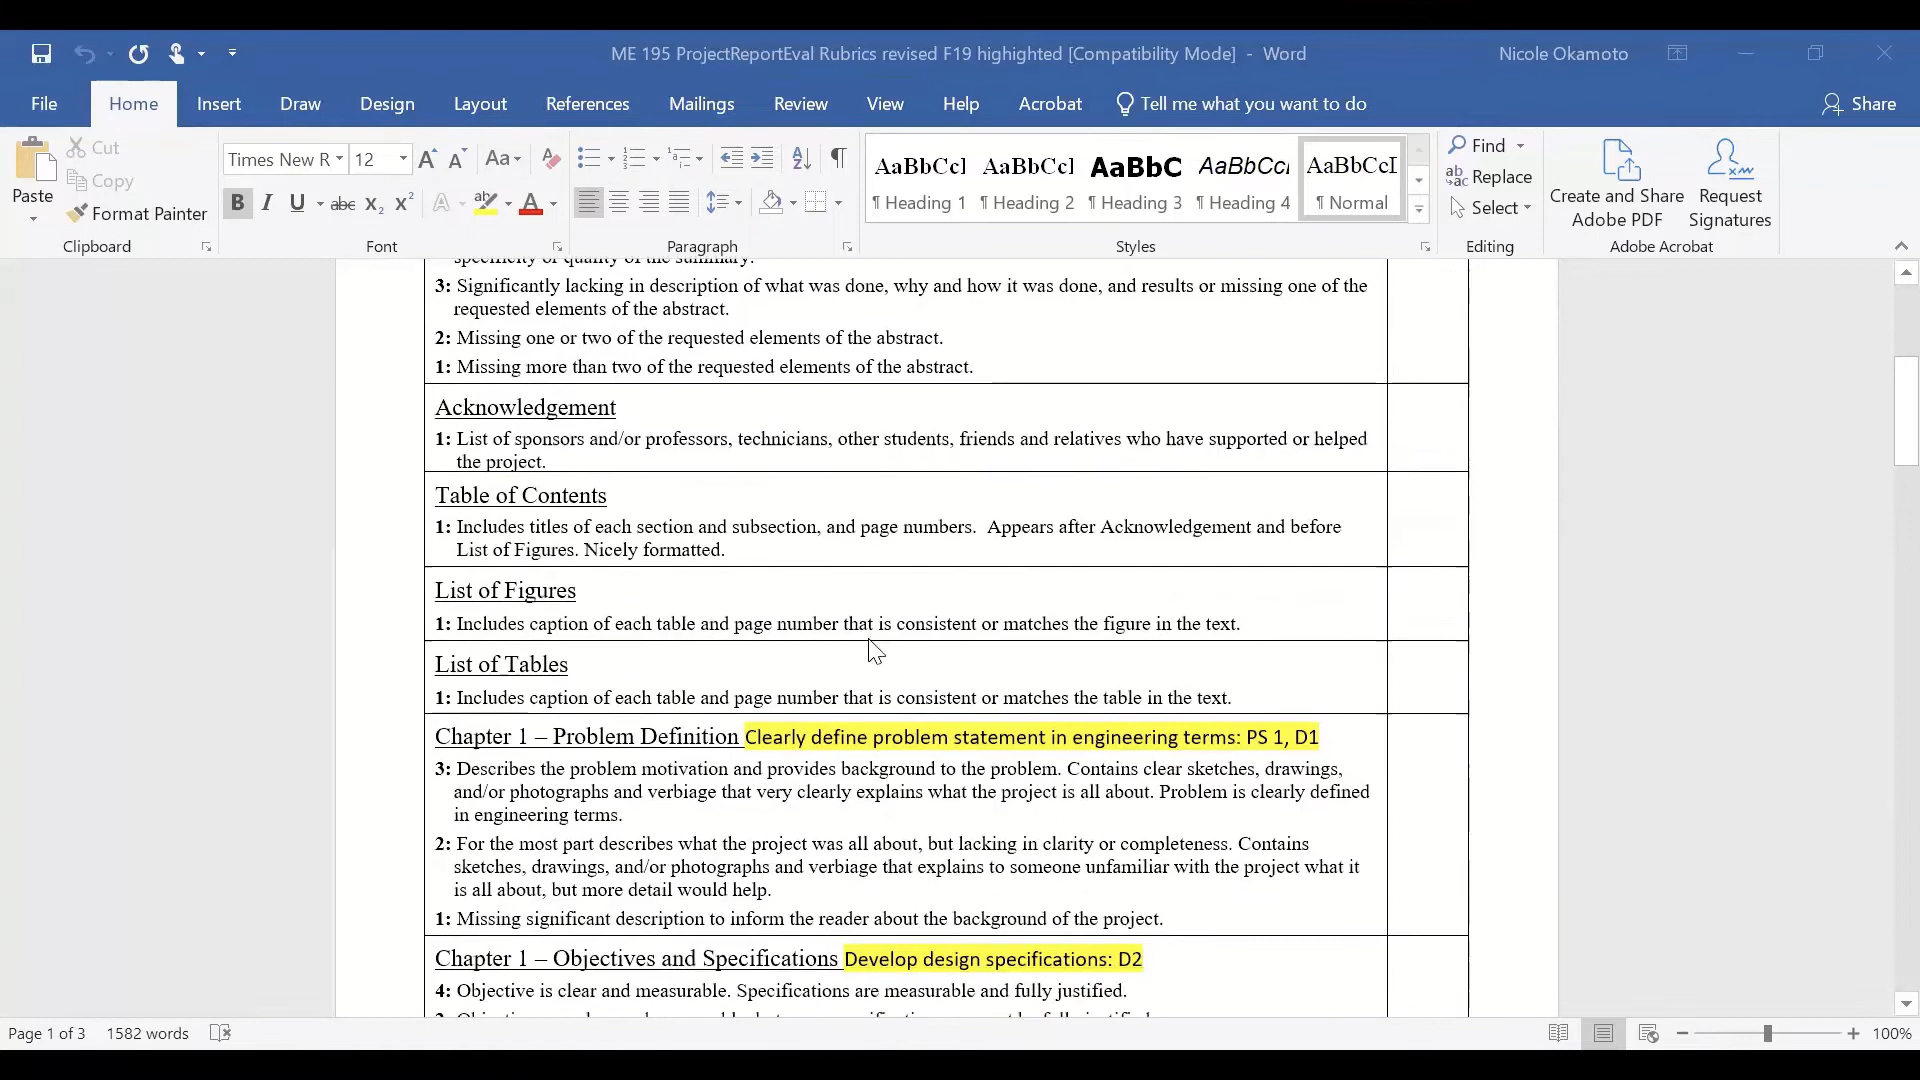 ME 195 ProjectReportEval Rubrics revised F19 highighted [Compatibility Mode] - Word
Nicole Okamoto
File Home Insert Draw Design Layout References Mailings Review View Help Acrobat Tell me what you want to do Share
Paste
Cut
Copy
Format Painter
Clipboard
Times New R 12
Font
Paragraph
AaBbCcI AaBbCcI AaBbC AaBbCcI AaBbCcI
¶ Heading 1 ¶ Heading 2 ¶ Heading 3 ¶ Heading 4 ¶ Normal
Styles
Find
Replace
Select
Editing
Create and Share
Adobe PDF
Request
Signatures
Adobe Acrobat
specificity or quality of the summary.
3: Significantly lacking in description of what was done, why and how it was done, and results or missing one of the
requested elements of the abstract.
2: Missing one or two of the requested elements of the abstract.
1: Missing more than two of the requested elements of the abstract.
Acknowledgement
1: List of sponsors and/or professors, technicians, other students, friends and relatives who have supported or helped
the project.
Table of Contents
1: Includes titles of each section and subsection, and page numbers. Appears after Acknowledgement and before
List of Figures. Nicely formatted.
List of Figures
1: Includes caption of each table and page number that is consistent or matches the figure in the text.
List of Tables
1: Includes caption of each table and page number that is consistent or matches the table in the text.
Chapter 1 – Problem Definition Clearly define problem statement in engineering terms: PS 1, D1
3: Describes the problem motivation and provides background to the problem. Contains clear sketches, drawings,
and/or photographs and verbiage that very clearly explains what the project is all about. Problem is clearly defined
in engineering terms.
2: For the most part describes what the project was all about, but lacking in clarity or completeness. Contains
sketches, drawings, and/or photographs and verbiage that explains to someone unfamiliar with the project what it
is all about, but more detail would help.
1: Missing significant description to inform the reader about the background of the project.
Chapter 1 – Objectives and Specifications Develop design specifications: D2
4: Objective is clear and measurable. Specifications are measurable and fully justified.
Page 1 of 3 1582 words
100%